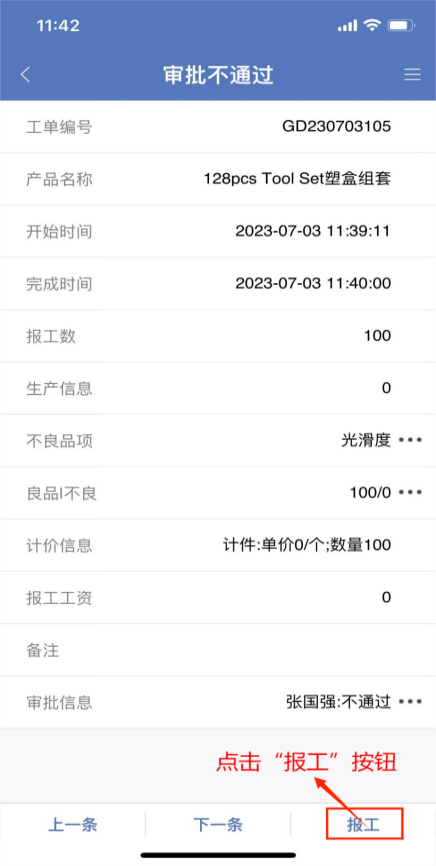 11:42
审批不通过
工单编号 GD230703105
产品名称 128pcs Tool Set塑盒组套
开始时间 2023-07-03 11:39:11
完成时间 2023-07-03 11:40:00
报工数 100
生产信息 0
不良品项 光滑度 •••
良品|不良 100/0 •••
计价信息 计件:单价0/个;数量100
报工工资 0
备注
审批信息 张国强:不通过 •••
点击“报工”按钮
上一条 下一条 报工